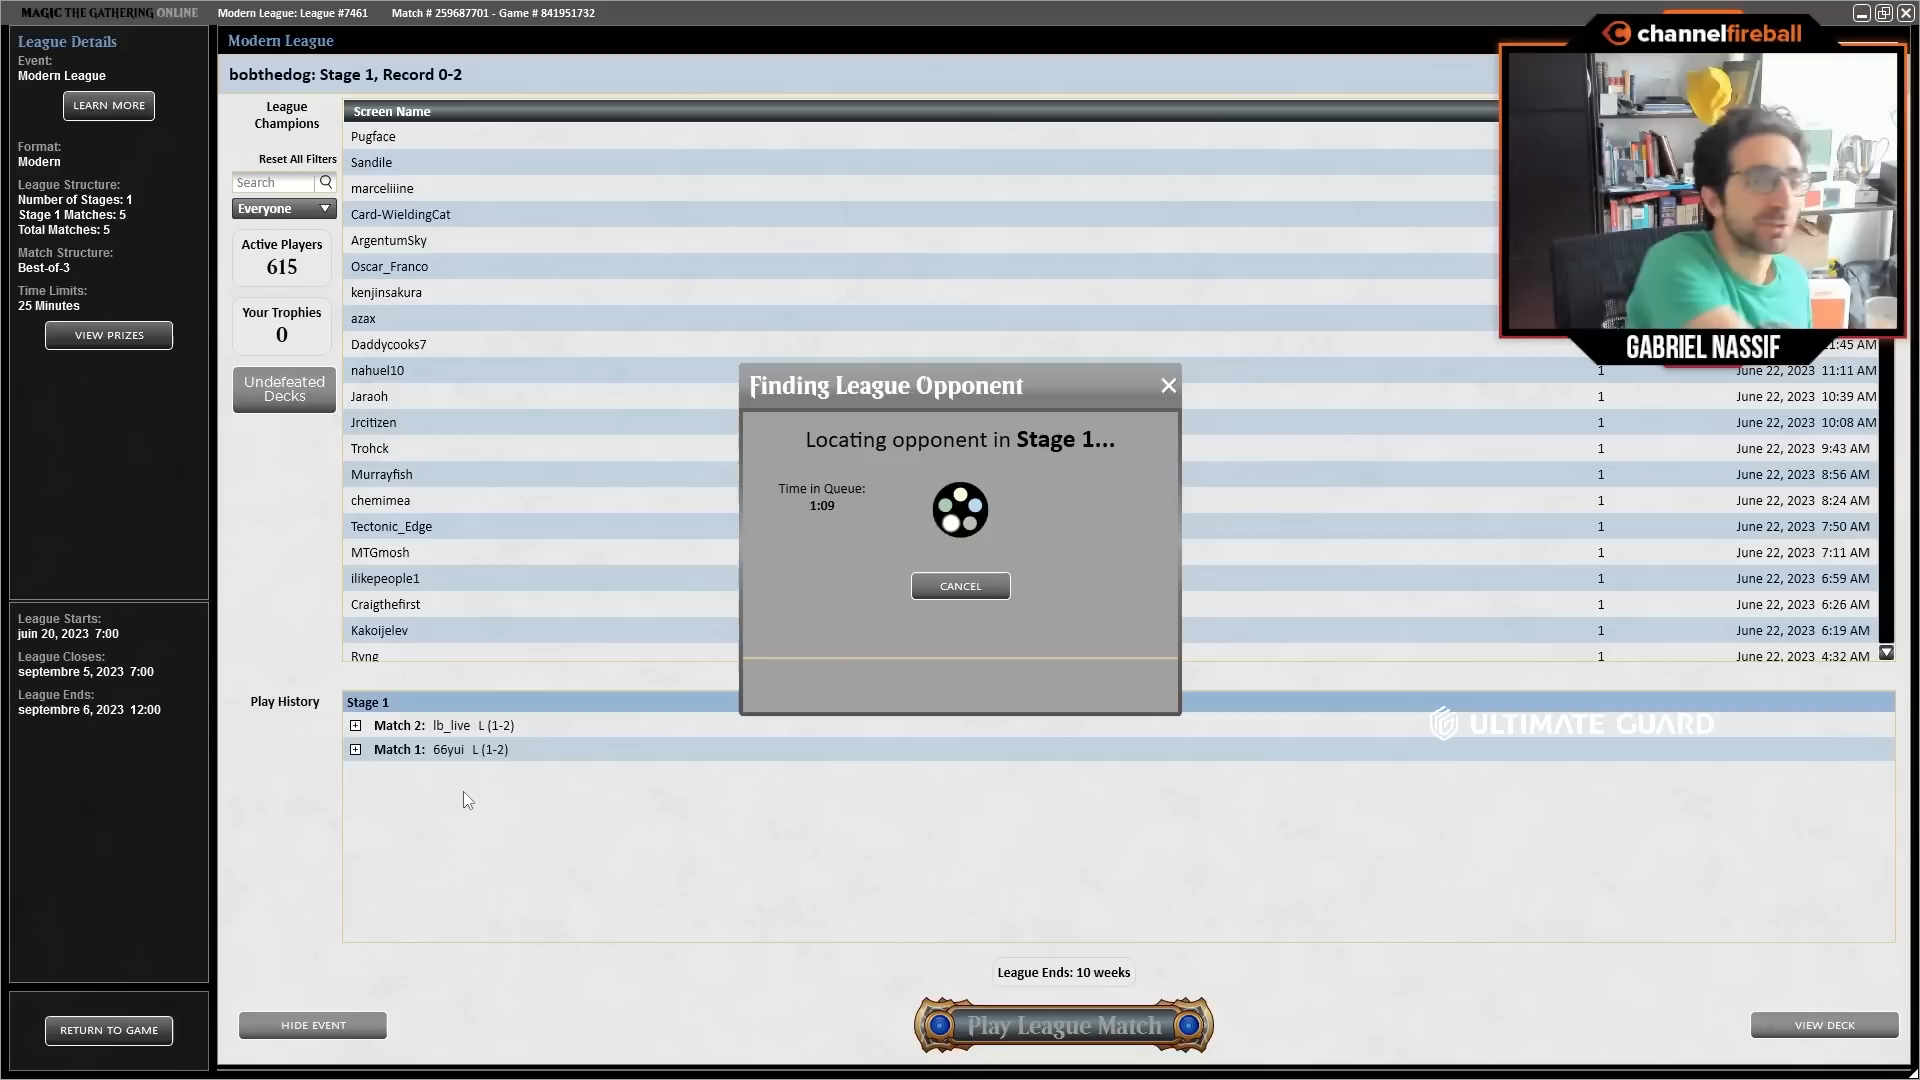 MAGIC THE GATHERING ONLINE
Modern League: League #7461
Match # 259687701 - Game # 841951732
League Details
Event:
Modern League
LEARN MORE
Format:
Modern
League Structure:
Number of Stages: 1
Stage 1 Matches: 5
Total Matches: 5
Match Structure:
Best-of-3
Time Limits:
25 Minutes
VIEW PRIZES
League Starts:
juin 20, 2023 7:00
League Closes:
septembre 5, 2023 7:00
League Ends:
septembre 6, 2023 12:00
RETURN TO GAME
Modern League
bobthedog: Stage 1, Record 0-2
League
Champions
Reset All Filters
Search
Everyone
Active Players
615
Your Trophies
0
Undefeated
Decks
Screen Name
Pugface
Sandile
marceliiine
Card-WieldingCat
ArgentumSky
Oscar_Franco
kenjinsakura
azax
Daddycooks7 :45 AM
nahuel10 1 June 22, 2023 11:11 AM
Jaraoh 1 June 22, 2023 10:39 AM
Jrcitizen 1 June 22, 2023 10:08 AM
Trohck 1 June 22, 2023 9:43 AM
Murrayfish 1 June 22, 2023 8:56 AM
chemimea 1 June 22, 2023 8:24 AM
Tectonic_Edge 1 June 22, 2023 7:50 AM
MTGmosh 1 June 22, 2023 7:11 AM
ilikepeople1 1 June 22, 2023 6:59 AM
Craigthefirst 1 June 22, 2023 6:26 AM
Kakoijelev 1 June 22, 2023 6:19 AM
Ryng 1 June 22, 2023 4:32 AM
Finding League Opponent
Locating opponent in Stage 1...
Time in Queue:
1:09
CANCEL
channelfireball
GABRIEL NASSIF
Play History
Stage 1
Match 2: lb_live L (1-2)
Match 1: 66yui L (1-2)
ULTIMATE GUARD
League Ends: 10 weeks
HIDE EVENT
Play League Match
VIEW DECK